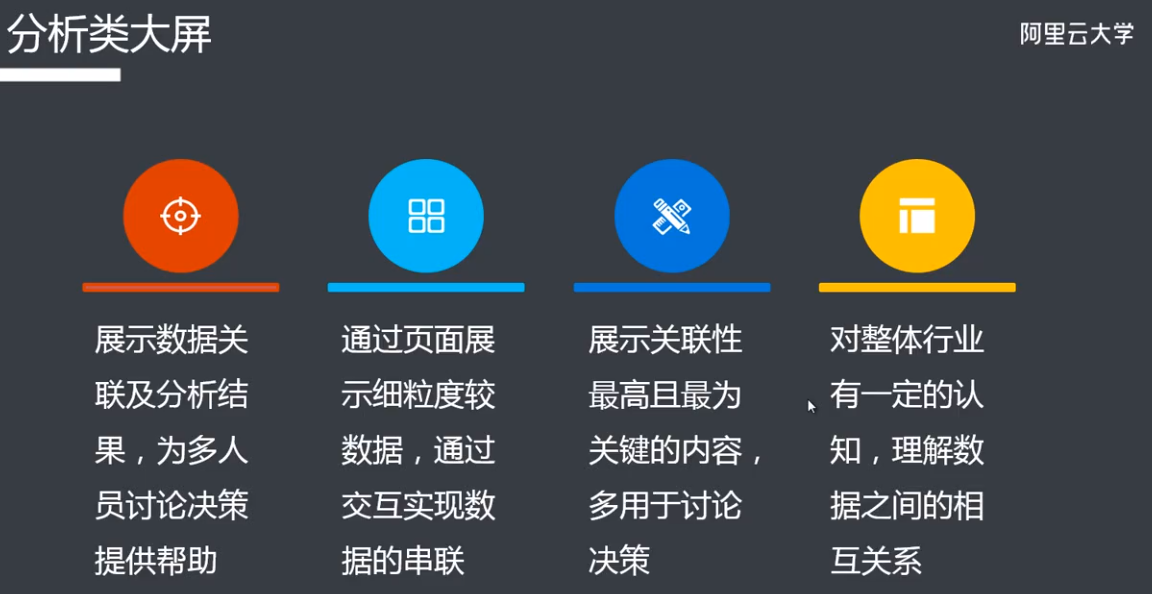 分析类大屏
阿里云大学
展示数据关
联及分析结
果，为多人
员讨论决策
提供帮助
通过页面展
示细粒度较
数据，通过
交互实现数
据的串联
展示关联性
最高且最为
关键的内容，
多用于讨论
决策
对整体行业
有一定的认
知，理解数
据之间的相
互关系